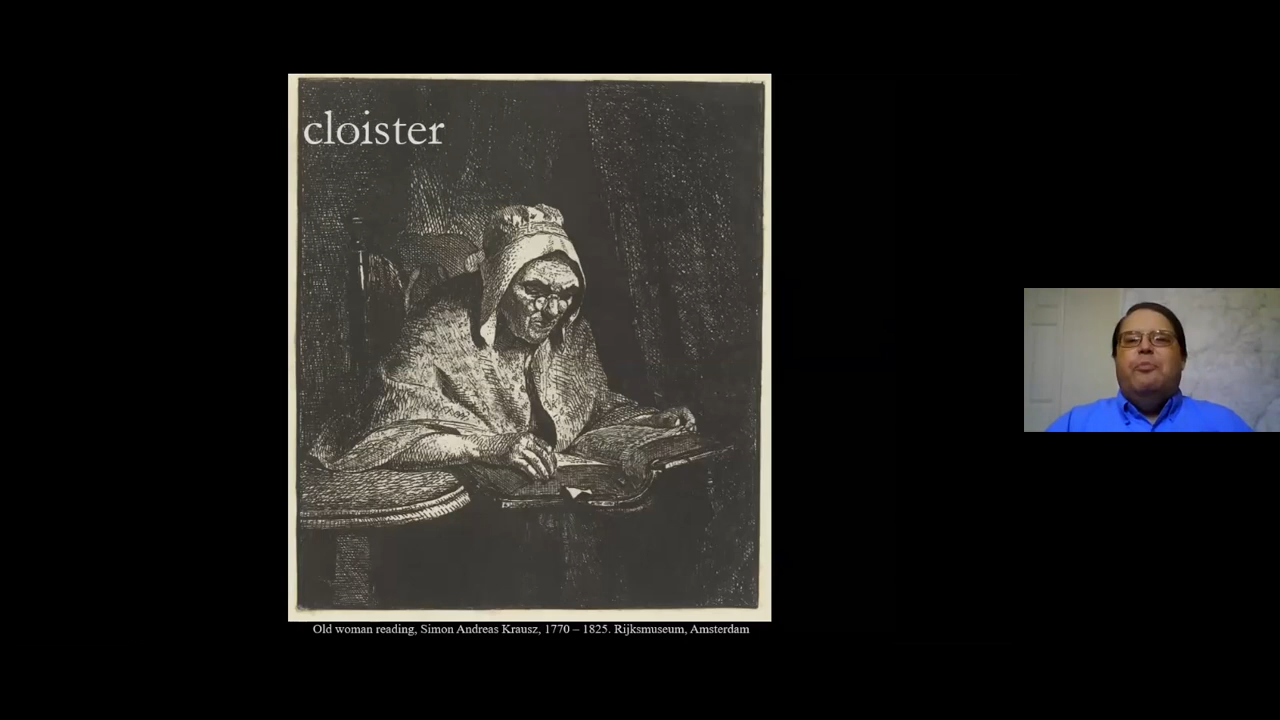 cloister
Old woman reading, Simon Andreas Krausz, 1770 – 1825. Rijksmuseum, Amsterdam